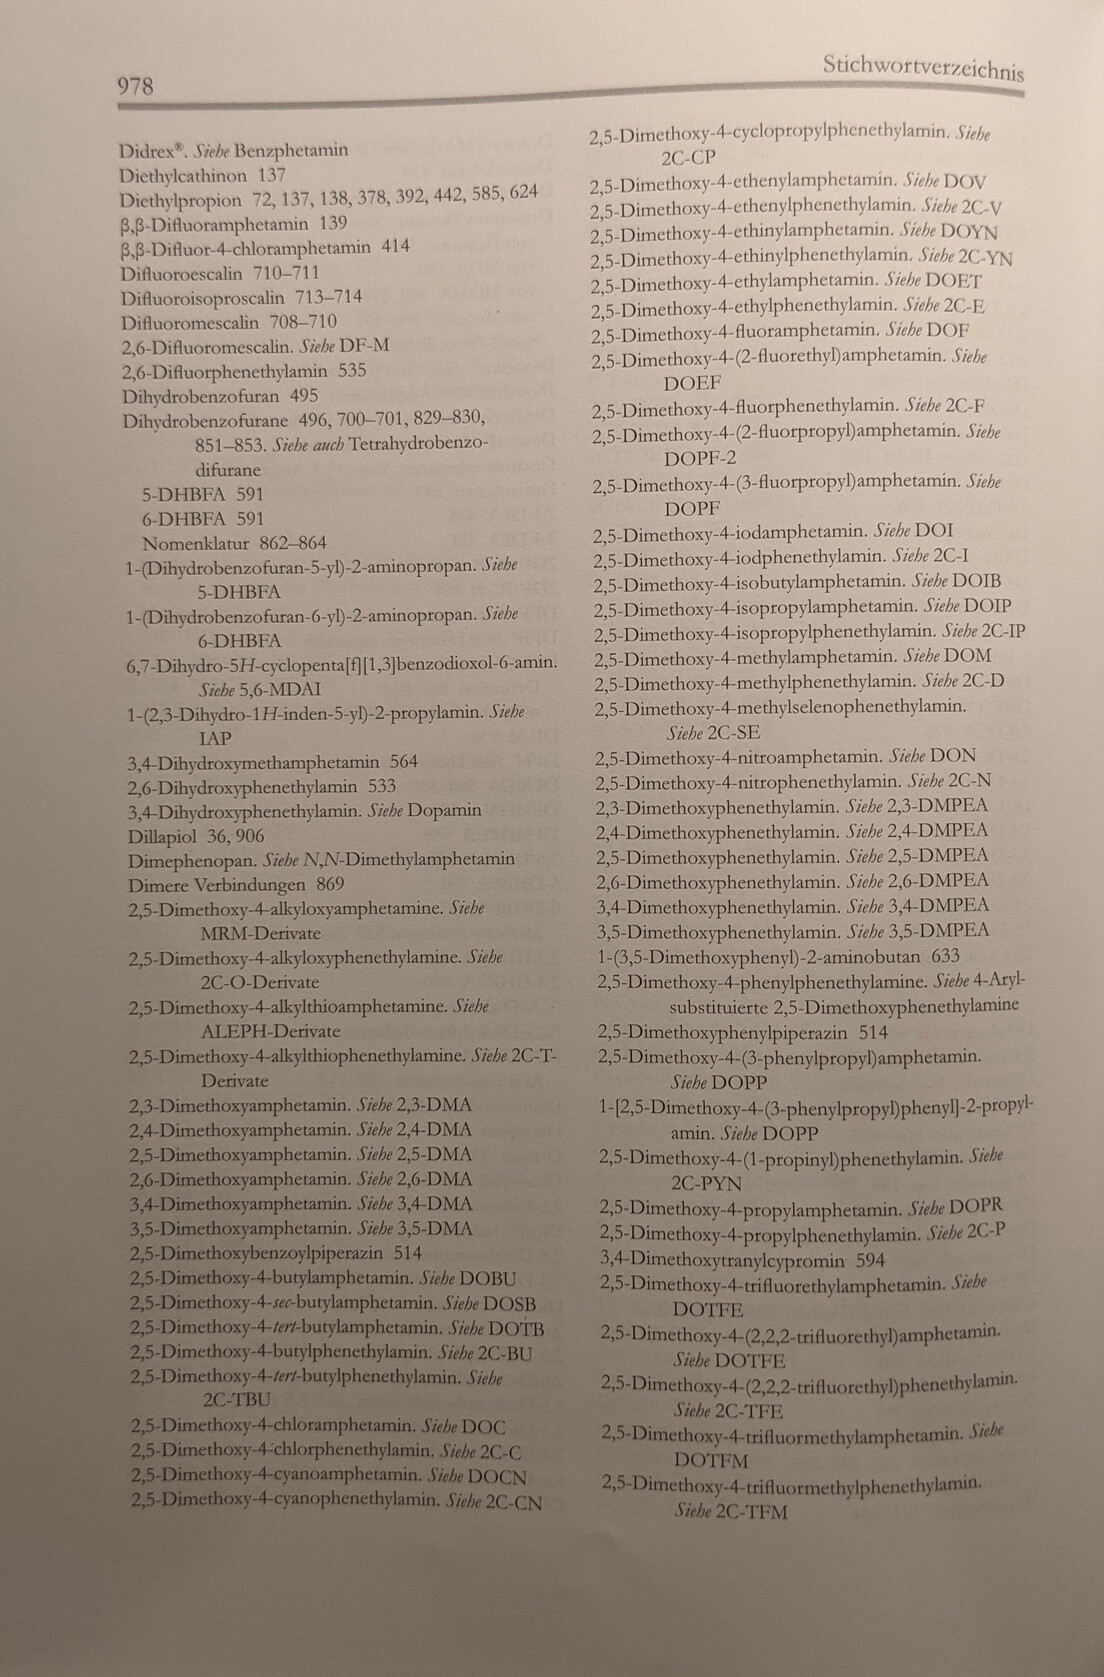 978
Stichwortverzeichnis
Didrex®. Siehe Benzphetamin
Diethylcathinon 137
Diethylpropion 72, 137, 138, 378, 392, 442, 585, 624
β,β-Difluoramphetamin 139
β,β-Difluor-4-chloramphetamin 414
Difluoroescalin 710–711
Difluoroisoproscalin 713–714
Difluoromescalin 708–710
2,6-Difluoromescalin. Siehe DF-M
2,6-Difluorphenethylamin 535
Dihydrobenzofuran 495
Dihydrobenzofurane 496, 700–701, 829–830,
851–853. Siehe auch Tetrahydrobenzo-
difurane
5-DHBFA 591
6-DHBFA 591
Nomenklatur 862–864
1-(Dihydrobenzofuran-5-yl)-2-aminopropan. Siehe
5-DHBFA
1-(Dihydrobenzofuran-6-yl)-2-aminopropan. Siehe
6-DHBFA
6,7-Dihydro-5H-cyclopenta[f][1,3]benzodioxol-6-amin.
Siehe 5,6-MDAI
1-(2,3-Dihydro-1H-inden-5-yl)-2-propylamin. Siehe
IAP
3,4-Dihydroxymethamphetamin 564
2,6-Dihydroxyphenethylamin 533
3,4-Dihydroxyphenethylamin. Siehe Dopamin
Dillapiol 36, 906
Dimephenopan. Siehe N,N-Dimethylamphetamin
Dimere Verbindungen 869
2,5-Dimethoxy-4-alkyloxyamphetamine. Siehe
MRM-Derivate
2,5-Dimethoxy-4-alkyloxyphenethylamine. Siehe
2C-O-Derivate
2,5-Dimethoxy-4-alkylthioamphetamine. Siehe
ALEPH-Derivate
2,5-Dimethoxy-4-alkylthiophenethylamine. Siehe 2C-T-
Derivate
2,3-Dimethoxyamphetamin. Siehe 2,3-DMA
2,4-Dimethoxyamphetamin. Siehe 2,4-DMA
2,5-Dimethoxyamphetamin. Siehe 2,5-DMA
2,6-Dimethoxyamphetamin. Siehe 2,6-DMA
3,4-Dimethoxyamphetamin. Siehe 3,4-DMA
3,5-Dimethoxyamphetamin. Siehe 3,5-DMA
2,5-Dimethoxybenzoylpiperazin 514
2,5-Dimethoxy-4-butylamphetamin. Siehe DOBU
2,5-Dimethoxy-4-sec-butylamphetamin. Siehe DOSB
2,5-Dimethoxy-4-tert-butylamphetamin. Siehe DOTB
2,5-Dimethoxy-4-butylphenethylamin. Siehe 2C-BU
2,5-Dimethoxy-4-tert-butylphenethylamin. Siehe
2C-TBU
2,5-Dimethoxy-4-chloramphetamin. Siehe DOC
2,5-Dimethoxy-4-chlorphenethylamin. Siehe 2C-C
2,5-Dimethoxy-4-cyanoamphetamin. Siehe DOCN
2,5-Dimethoxy-4-cyanophenethylamin. Siehe 2C-CN
2,5-Dimethoxy-4-cyclopropylphenethylamin. Siehe
2C-CP
2,5-Dimethoxy-4-ethenylamphetamin. Siehe DOV
2,5-Dimethoxy-4-ethenylphenethylamin. Siehe 2C-V
2,5-Dimethoxy-4-ethinylamphetamin. Siehe DOYN
2,5-Dimethoxy-4-ethinylphenethylamin. Siehe 2C-YN
2,5-Dimethoxy-4-ethylamphetamin. Siehe DOET
2,5-Dimethoxy-4-ethylphenethylamin. Siehe 2C-E
2,5-Dimethoxy-4-fluoramphetamin. Siehe DOF
2,5-Dimethoxy-4-(2-fluorethyl)amphetamin. Siehe
DOEF
2,5-Dimethoxy-4-fluorphenethylamin. Siehe 2C-F
2,5-Dimethoxy-4-(2-fluorpropyl)amphetamin. Siehe
DOPF-2
2,5-Dimethoxy-4-(3-fluorpropyl)amphetamin. Siehe
DOPF
2,5-Dimethoxy-4-iodamphetamin. Siehe DOI
2,5-Dimethoxy-4-iodphenethylamin. Siehe 2C-I
2,5-Dimethoxy-4-isobutylamphetamin. Siehe DOIB
2,5-Dimethoxy-4-isopropylamphetamin. Siehe DOIP
2,5-Dimethoxy-4-isopropylphenethylamin. Siehe 2C-IP
2,5-Dimethoxy-4-methylamphetamin. Siehe DOM
2,5-Dimethoxy-4-methylphenethylamin. Siehe 2C-D
2,5-Dimethoxy-4-methylselenophenethylamin.
Siehe 2C-SE
2,5-Dimethoxy-4-nitroamphetamin. Siehe DON
2,5-Dimethoxy-4-nitrophenethylamin. Siehe 2C-N
2,3-Dimethoxyphenethylamin. Siehe 2,3-DMPEA
2,4-Dimethoxyphenethylamin. Siehe 2,4-DMPEA
2,5-Dimethoxyphenethylamin. Siehe 2,5-DMPEA
2,6-Dimethoxyphenethylamin. Siehe 2,6-DMPEA
3,4-Dimethoxyphenethylamin. Siehe 3,4-DMPEA
3,5-Dimethoxyphenethylamin. Siehe 3,5-DMPEA
1-(3,5-Dimethoxyphenyl)-2-aminobutan 633
2,5-Dimethoxy-4-phenylphenethylamine. Siehe 4-Aryl-
substituierte 2,5-Dimethoxyphenethylamine
2,5-Dimethoxyphenylpiperazin 514
2,5-Dimethoxy-4-(3-phenylpropyl)amphetamin.
Siehe DOPP
1-[2,5-Dimethoxy-4-(3-phenylpropyl)phenyl]-2-propyl-
amin. Siehe DOPP
2,5-Dimethoxy-4-(1-propinyl)phenethylamin. Siehe
2C-PYN
2,5-Dimethoxy-4-propylamphetamin. Siehe DOPR
2,5-Dimethoxy-4-propylphenethylamin. Siehe 2C-P
3,4-Dimethoxytranylcypromin 594
2,5-Dimethoxy-4-trifluorethylamphetamin. Siehe
DOTFE
2,5-Dimethoxy-4-(2,2,2-trifluorethyl)amphetamin.
Siehe DOTFE
2,5-Dimethoxy-4-(2,2,2-trifluorethyl)phenethylamin.
Siehe 2C-TFE
2,5-Dimethoxy-4-trifluormethylamphetamin. Siehe
DOTFM
2,5-Dimethoxy-4-trifluormethylphenethylamin.
Siehe 2C-TFM